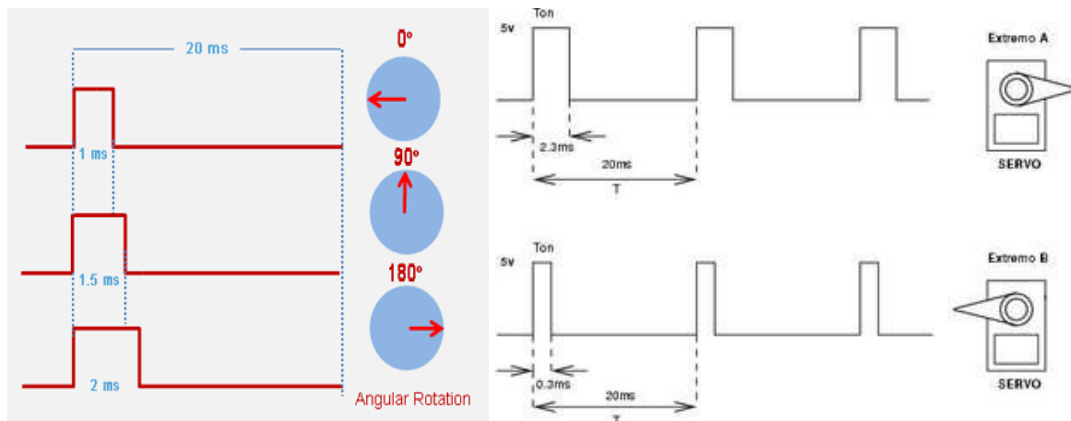 20 ms
0°
1 ms
90°
1.5 ms
180°
2 ms
Angular Rotation
Ton
5v
2.3ms
20ms
T
Extremo A
SERVO
Ton
5v
0.3ms
20ms
T
Extremo B
SERVO